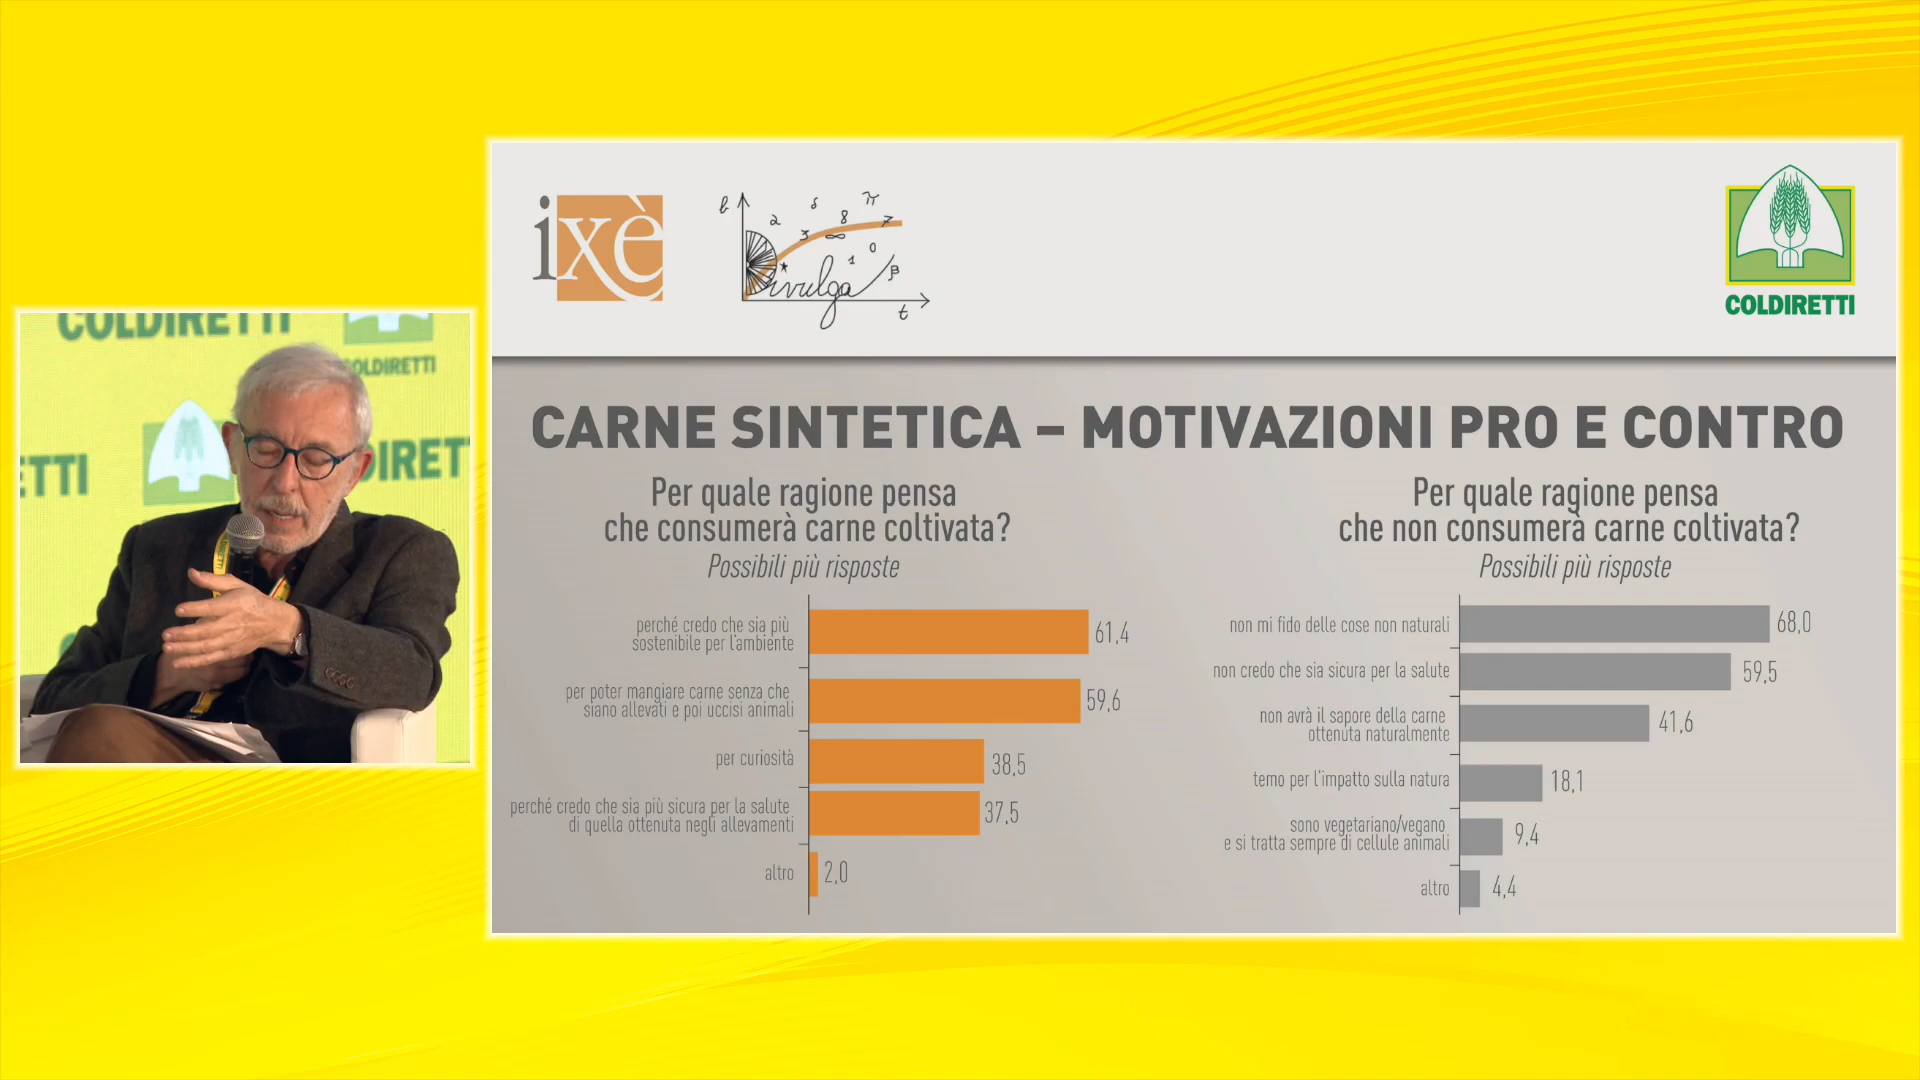 COLDIRETTI
COLDIRETTI
ETTI
DIRETT
ixè
Divulga
COLDIRETTI
CARNE SINTETICA – MOTIVAZIONI PRO E CONTRO
Per quale ragione pensa
che consumerà carne coltivata?
Possibili più risposte
perché credo che sia più
sostenibile per l'ambiente
61,4
per poter mangiare carne senza che
siano allevati e poi uccisi animali
59,6
per curiosità
38,5
perché credo che sia più sicura per la salute
di quella ottenuta negli allevamenti
37,5
altro
2,0
Per quale ragione pensa
che non consumerà carne coltivata?
Possibili più risposte
non mi fido delle cose non naturali
68,0
non credo che sia sicura per la salute
59,5
non avrà il sapore della carne
ottenuta naturalmente
41,6
temo per l'impatto sulla natura
18,1
sono vegetariano/vegano
e si tratta sempre di cellule animali
9,4
altro
4,4